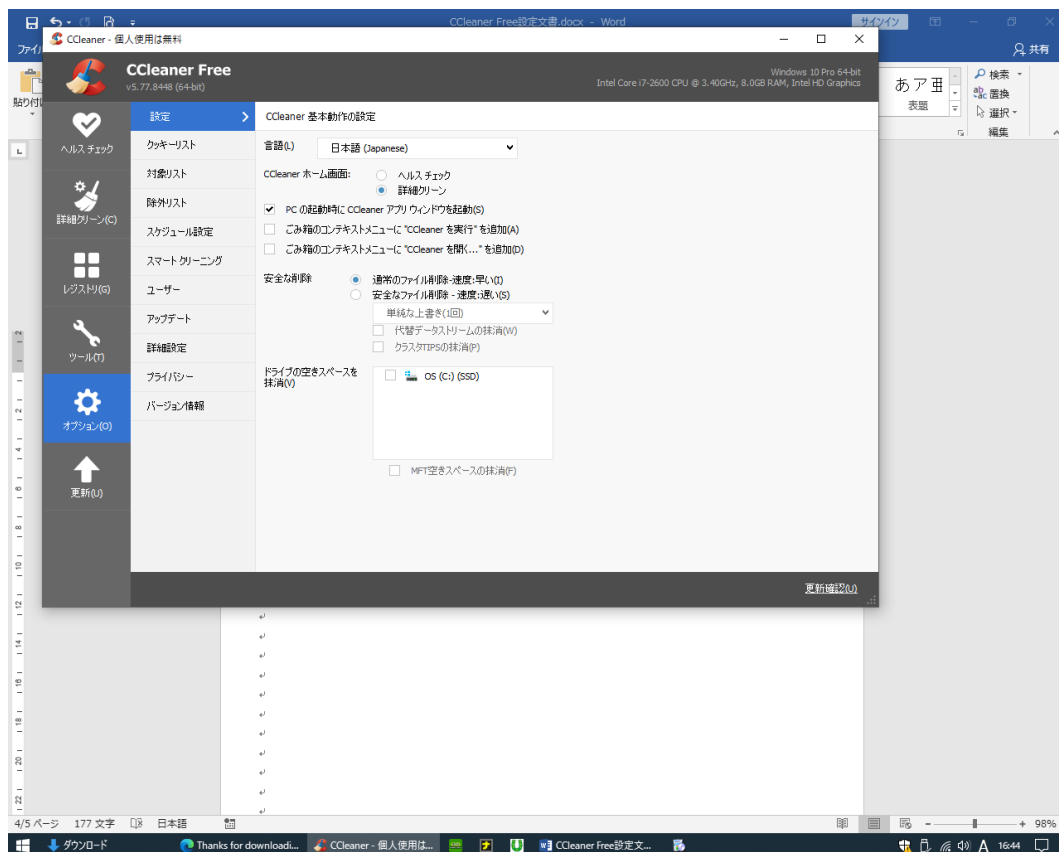 CCleaner Free設定文書.docx - Word
サインイン
ファイ
共有
CCleaner - 個人使用は無料
CCleaner Free
v5.77.8448 (64-bit)
Windows 10 Pro 64-bit
Intel Core i7-2600 CPU @ 3.40GHz, 8.0GB RAM, Intel HD Graphics
貼り付け
あ ア 亜
表題
検索
置換
選択
編集
ヘルス チェック
詳細クリーン(C)
レジストリ(G)
ツール(T)
オプション(O)
更新(U)
設定
クッキーリスト
対象リスト
除外リスト
スケジュール設定
スマート クリーニング
ユーザー
アップデート
詳細設定
プライバシー
バージョン情報
CCleaner 基本動作の設定
言語(L) 日本語 (Japanese)
CCleaner ホーム画面: ヘルス チェック
詳細クリーン
PC の起動時に CCleaner アプリ ウィンドウを起動(S)
ごみ箱のコンテキストメニューに "CCleaner を実行" を追加(A)
ごみ箱のコンテキストメニューに "CCleaner を開く..." を追加(D)
安全な削除 通常のファイル削除-速度:早い(I)
安全なファイル削除 - 速度:遅い(S)
単純な上書き(1回)
代替データストリームの抹消(W)
クラスタTIPSの抹消(P)
ドライブの空きスペースを
抹消(V)
OS (C:) (SSD)
MFT空きスペースの抹消(F)
更新確認(U)
2
2
4
6
8
10
12
14
16
18
20
22
4/5 ページ 177 文字 日本語
98%
ダウンロード
Thanks for downloadi...
CCleaner - 個人使用は...
CCleaner Free設定文...
A 16:44